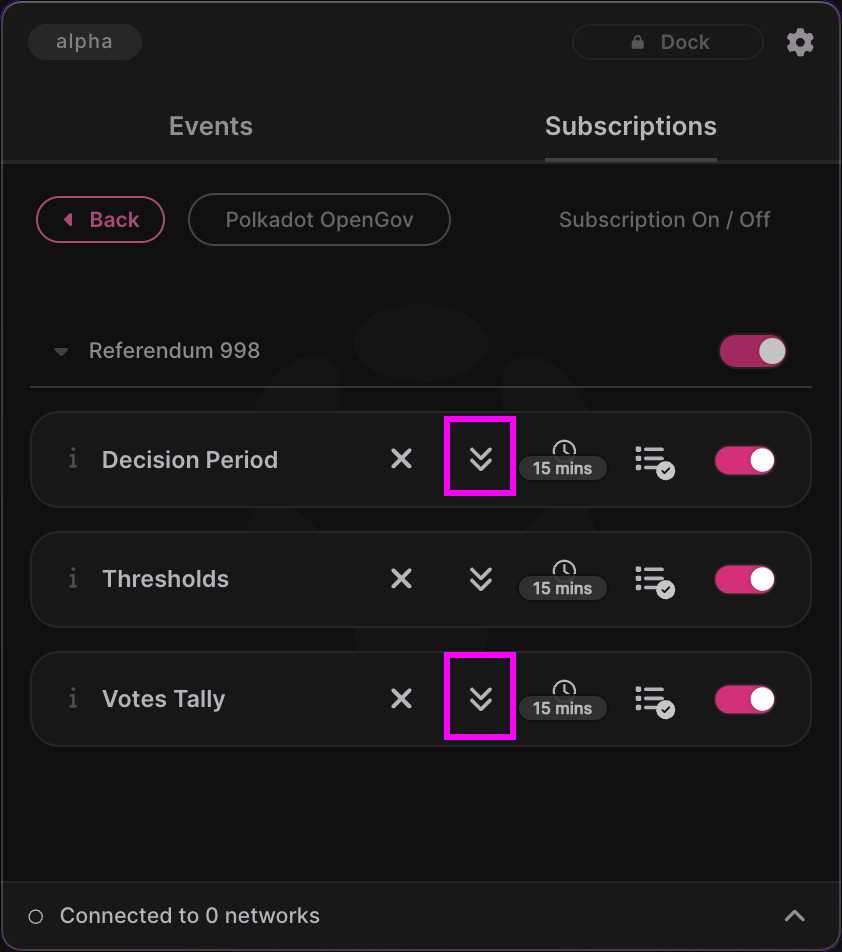 alpha
Dock
Events
Subscriptions
Back
Polkadot OpenGov
Subscription On / Off
Referendum 998
Decision Period
15 mins
Thresholds
15 mins
Votes Tally
15 mins
Connected to 0 networks